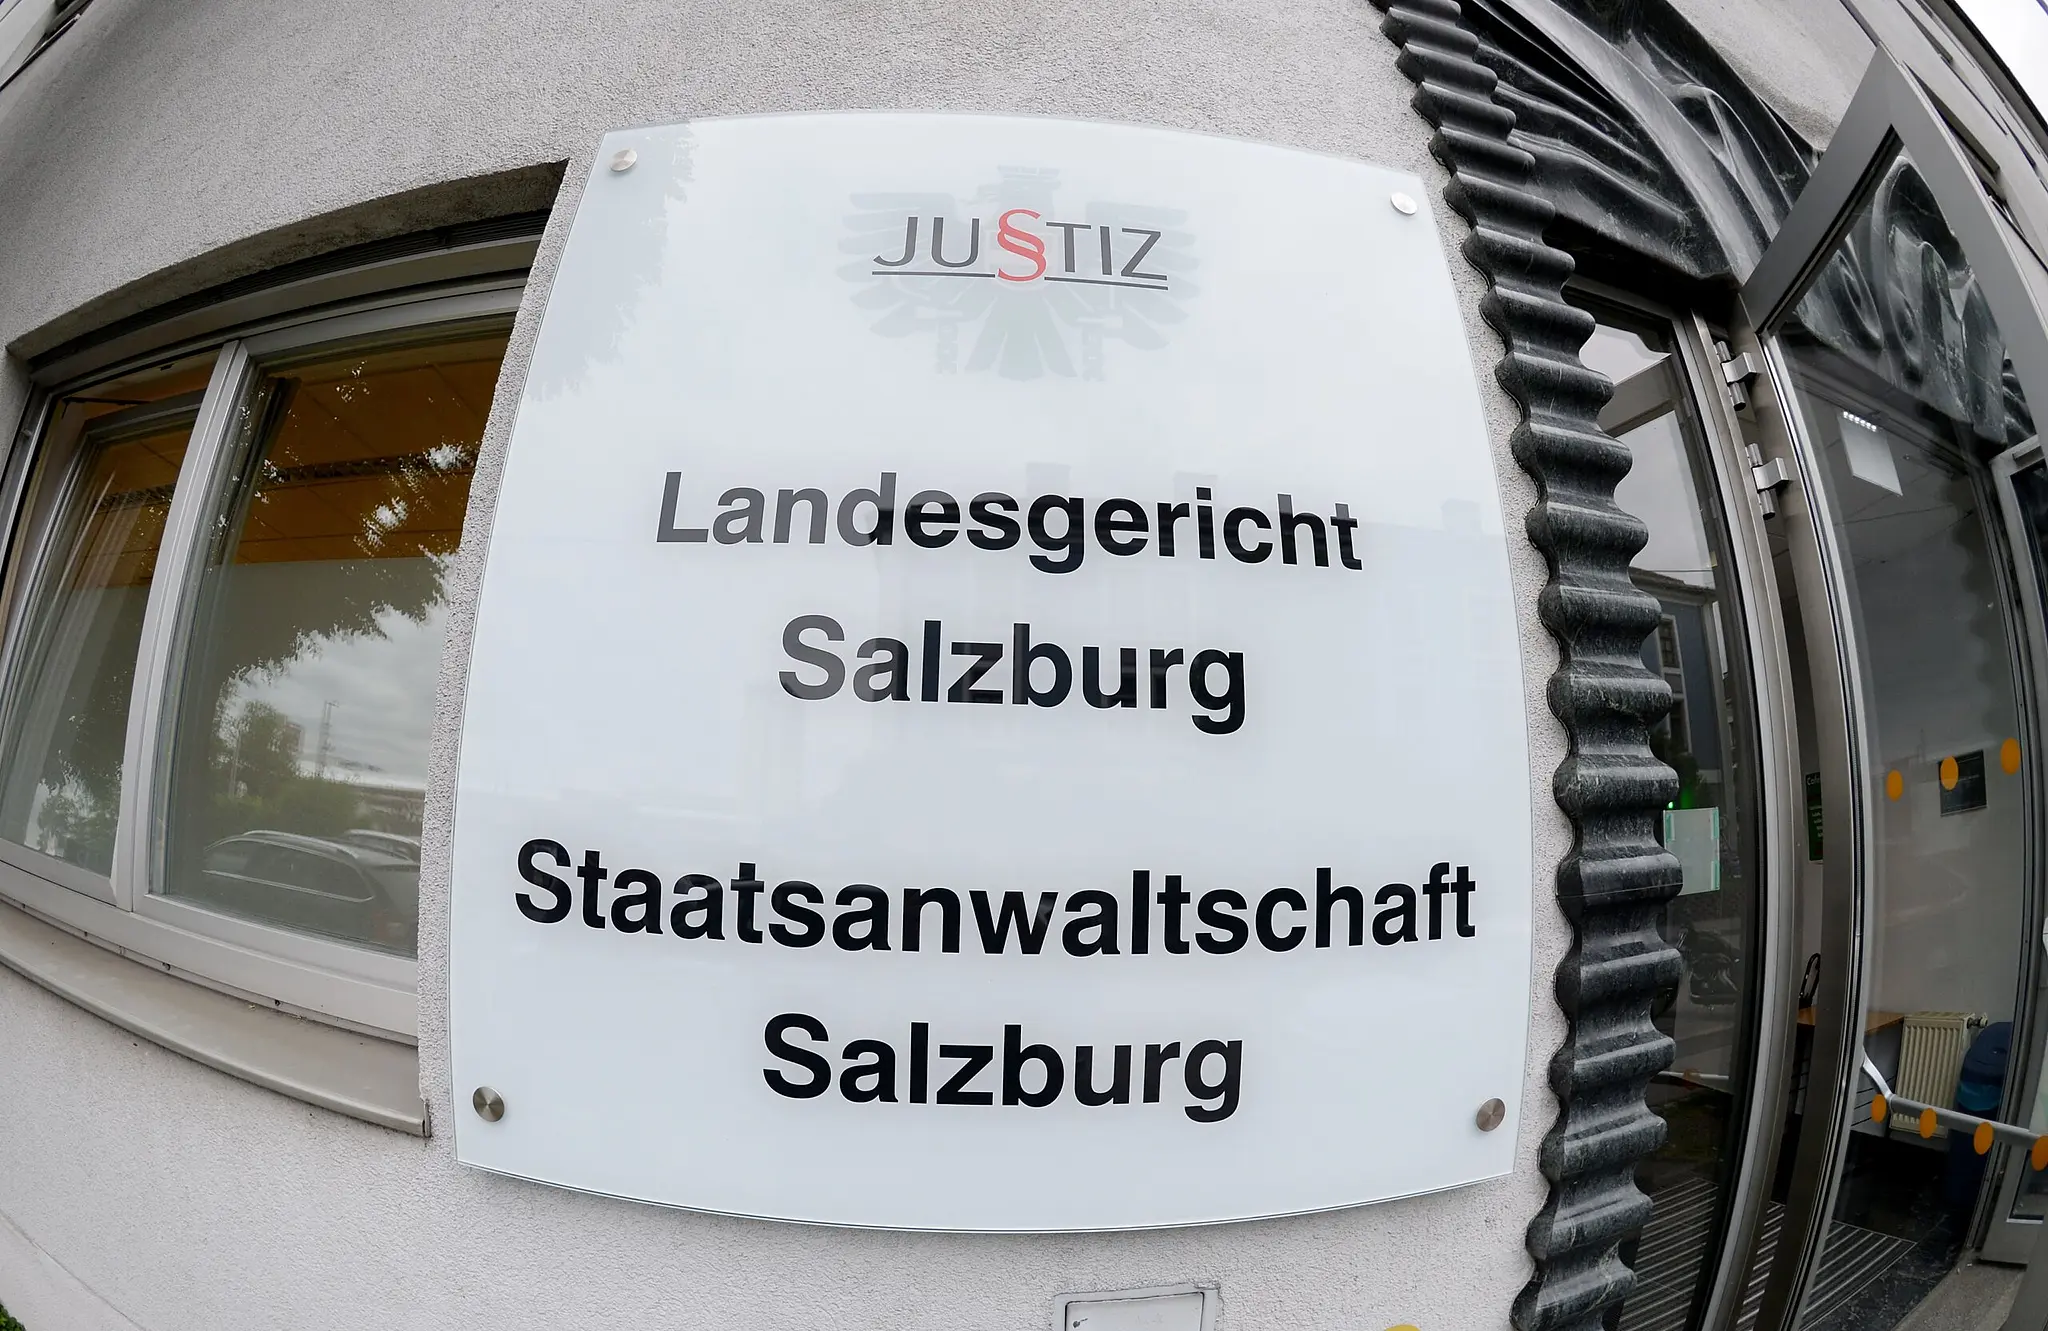 JU§TIZ
Landesgericht
Salzburg
Staatsanwaltschaft
Salzburg